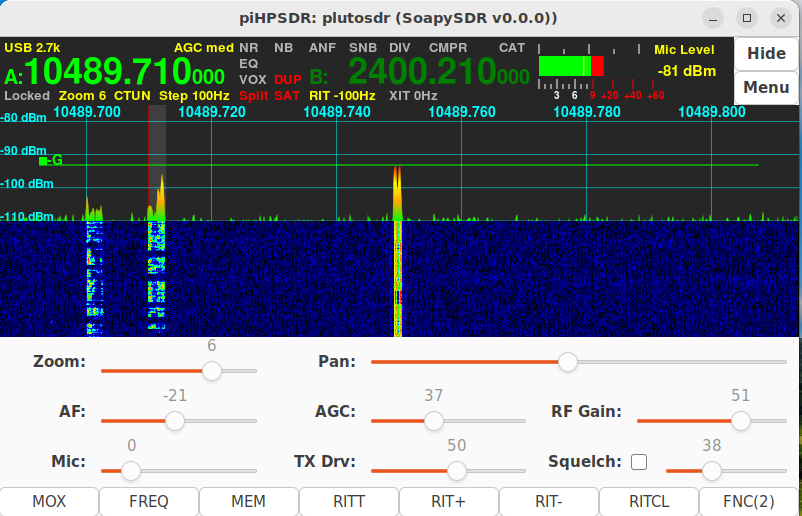 piHPSDR: plutosdr (SoapySDR v0.0.0))
USB 2.7k AGC med NR NB ANF SNB DIV CMPR CAT Mic Level Hide
A:10489.710000 EQ VOX DUP B: 2400.210000 -81 dBm
Locked Zoom 6 CTUN Step 100Hz Split SAT RIT -100Hz XIT 0Hz 3 6 9 +20 +40 +60 Menu
10489.700 10489.720 10489.740 10489.760 10489.780 10489.800
-80 dBm
-90 dBm
-G
-100 dBm
-110 dBm
Zoom: 6 Pan:
AF: -21 AGC: 37 RF Gain: 51
Mic: 0 TX Drv: 50 Squelch: 38
MOX FREQ MEM RITT RIT+ RIT- RITCL FNC(2)